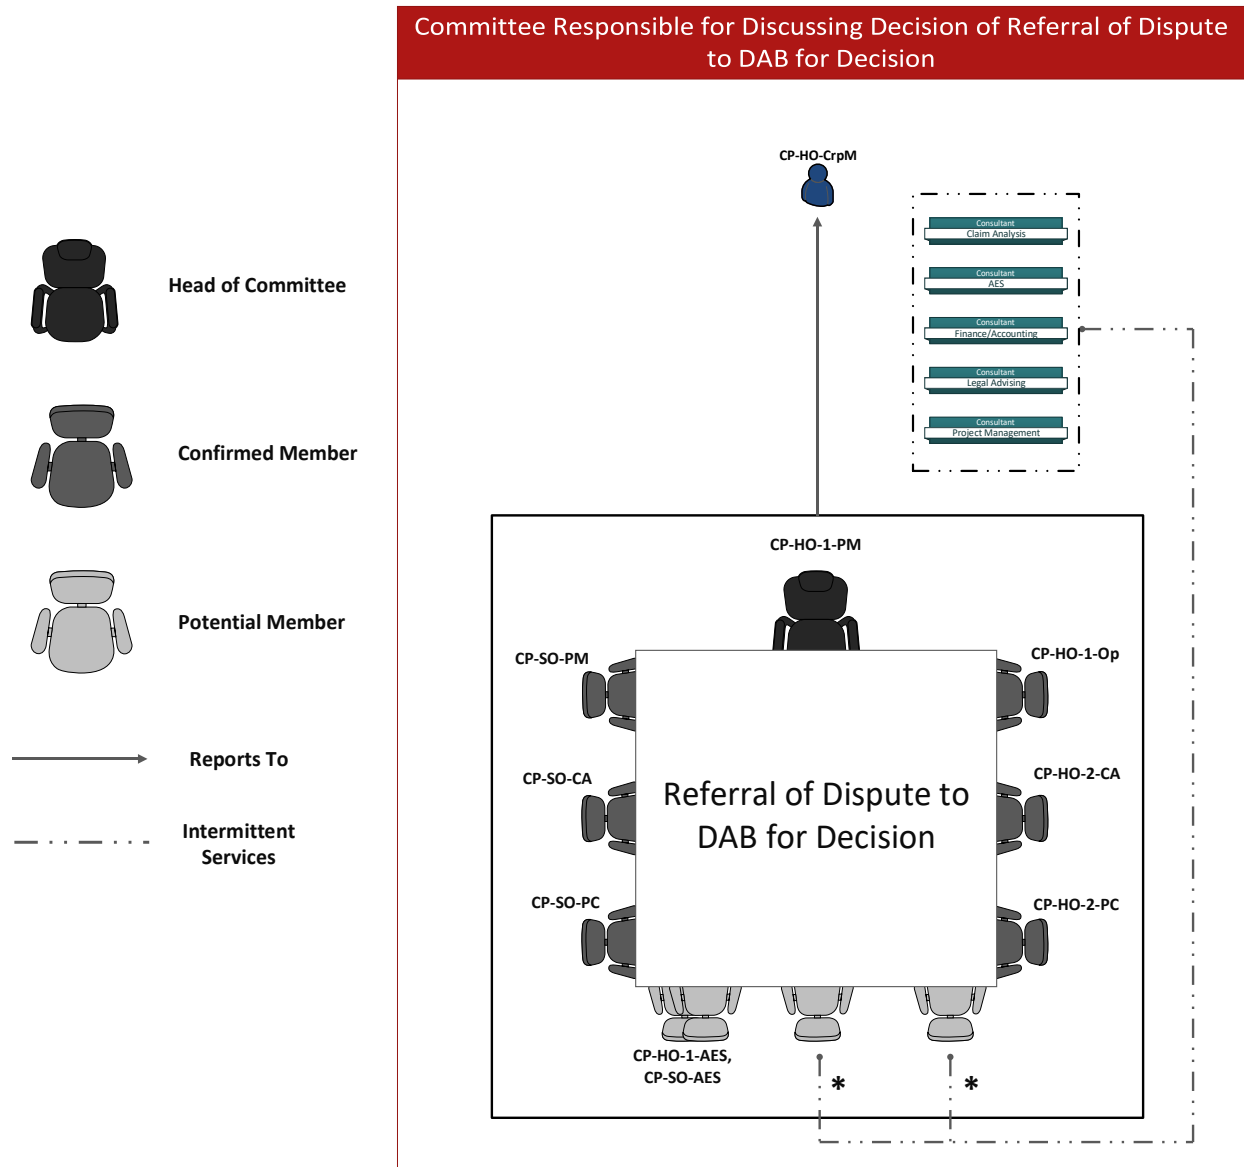 Committee Responsible for Discussing Decision of Referral of Dispute
to DAB for Decision
Head of Committee
Confirmed Member
Potential Member
Reports To
Intermittent
Services
CP-HO-CrpM
Consultant
Claim Analysis
Consultant
AES
Consultant
Finance/Accounting
Consultant
Legal Advising
Consultant
Project Management
CP-HO-1-PM
CP-SO-PM
CP-HO-1-Op
CP-SO-CA
CP-HO-2-CA
Referral of Dispute to
DAB for Decision
CP-SO-PC
CP-HO-2-PC
CP-HO-1-AES,
CP-SO-AES
*
*